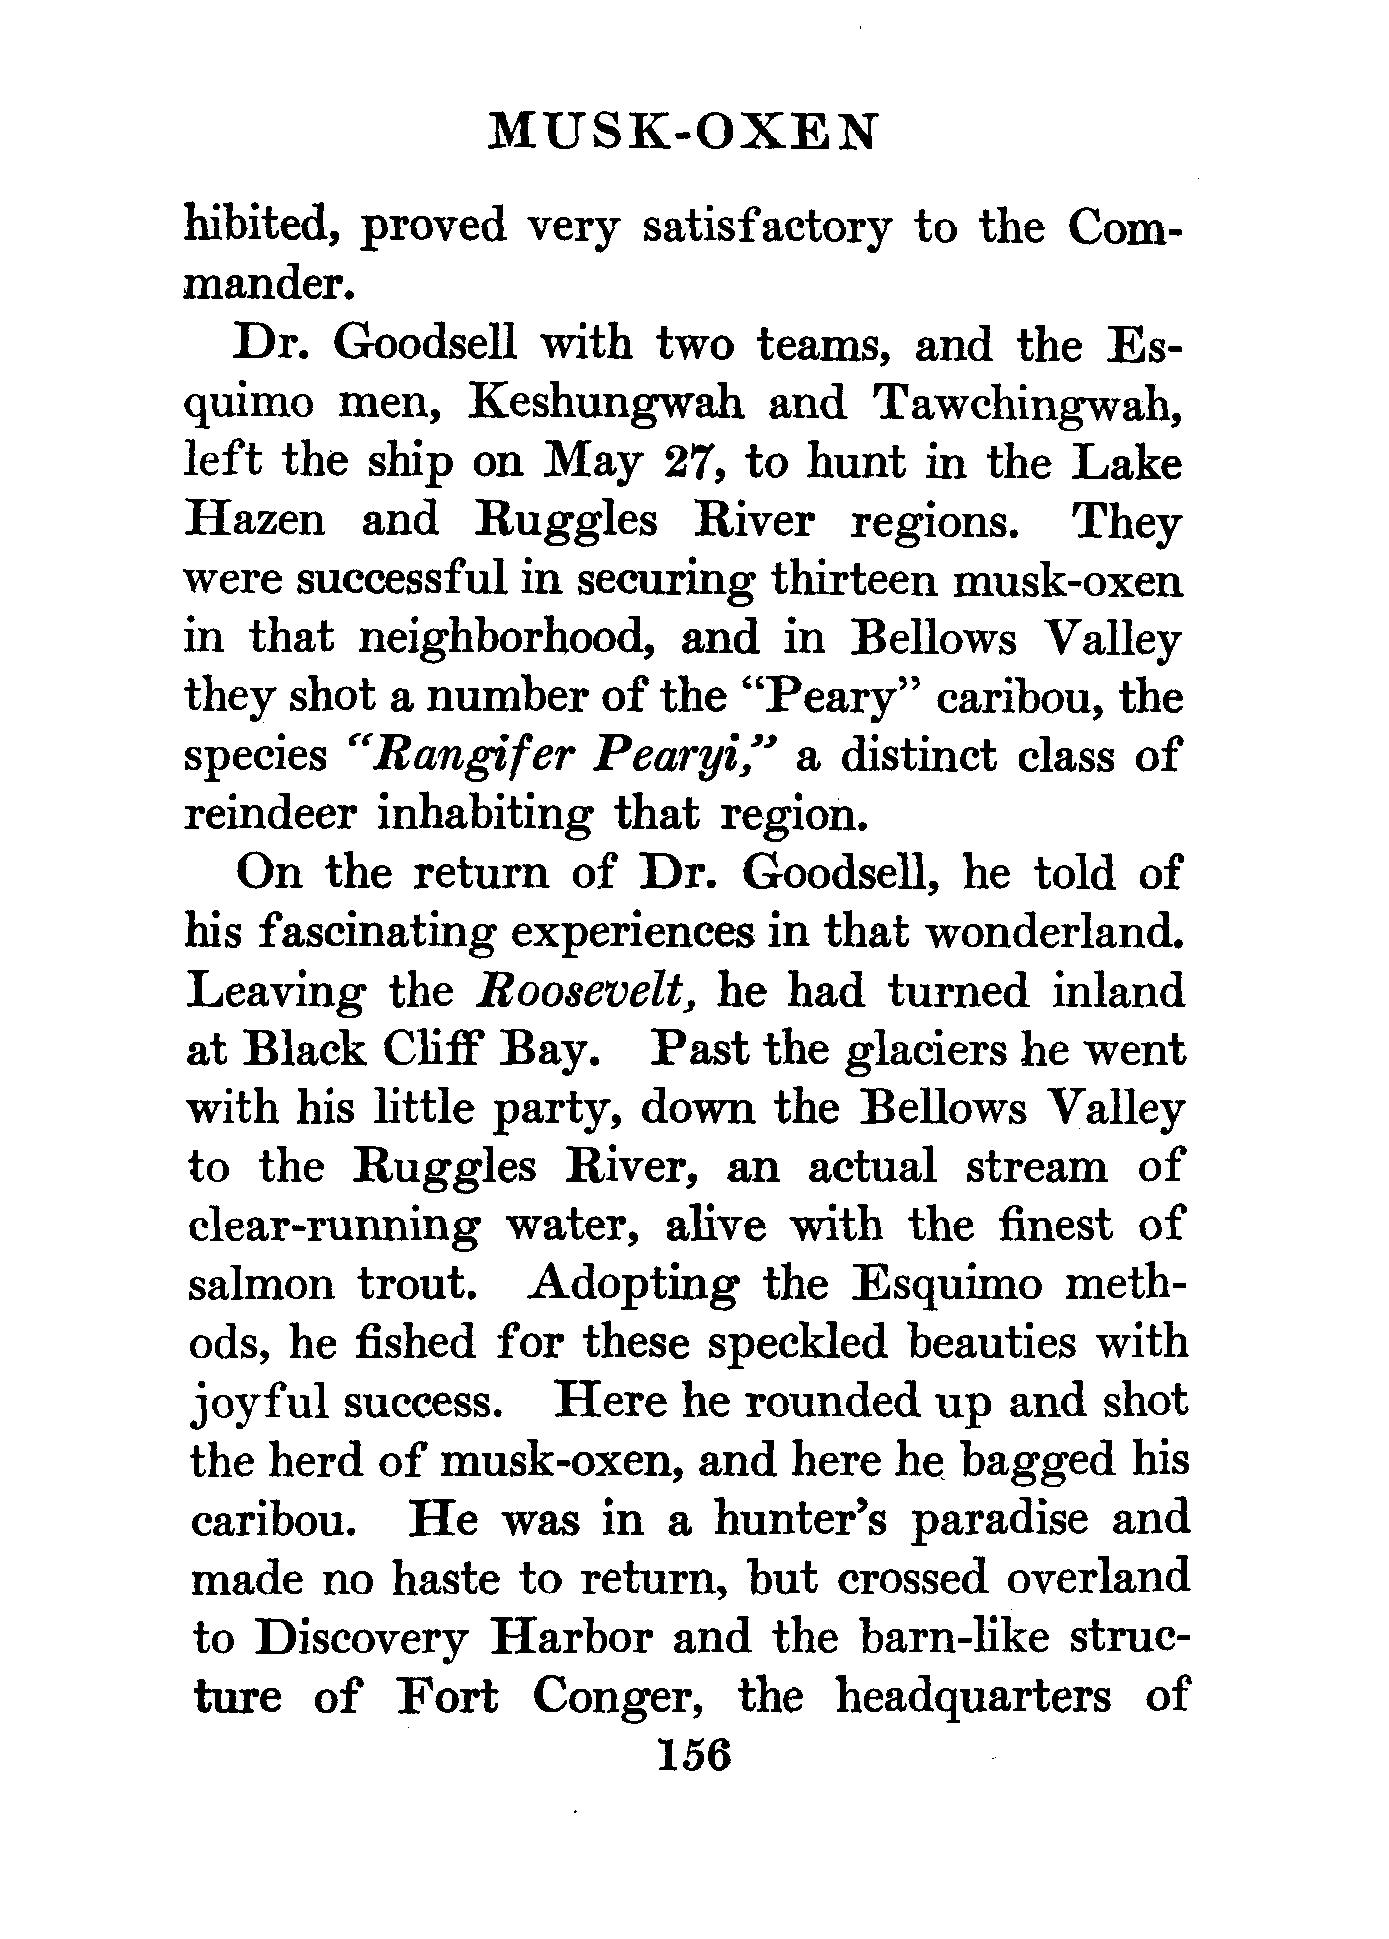 MUSK-OXEN
hibited, proved very satisfactory to the Com-
mander.
Dr. Goodsell with two teams, and the Es-
quimo men, Keshungwah and Tawchingwah,
left the ship on May 27, to hunt in the Lake
Hazen and Ruggles River regions. They
were successful in securing thirteen musk-oxen
in that neighborhood, and in Bellows Valley
they shot a number of the “Peary” caribou, the
species “Rangifer Pearyi,” a distinct class of
reindeer inhabiting that region.
On the return of Dr. Goodsell, he told of
his fascinating experiences in that wonderland.
Leaving the Roosevelt, he had turned inland
at Black Cliff Bay. Past the glaciers he went
with his little party, down the Bellows Valley
to the Ruggles River, an actual stream of
clear-running water, alive with the finest of
salmon trout. Adopting the Esquimo meth-
ods, he fished for these speckled beauties with
joyful success. Here he rounded up and shot
the herd of musk-oxen, and here he bagged his
caribou. He was in a hunter’s paradise and
made no haste to return, but crossed overland
to Discovery Harbor and the barn-like struc-
ture of Fort Conger, the headquarters of
156